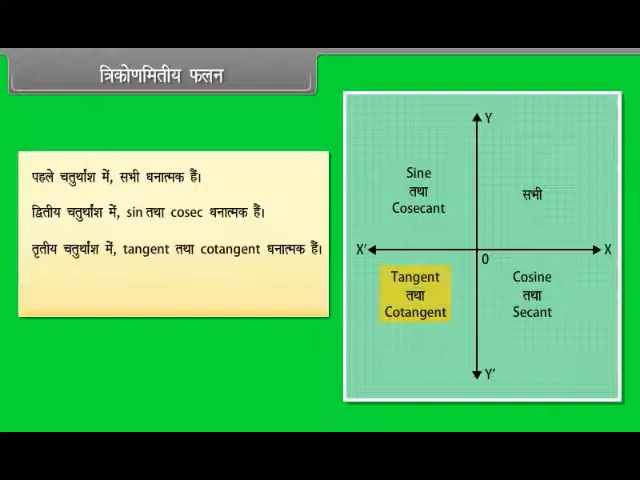 त्रिकोणमितीय फलन
पहले चतुर्थांश में, सभी धनात्मक हैं।
द्वितीय चतुर्थांश में, sin तथा cosec धनात्मक हैं।
तृतीय चतुर्थांश में, tangent तथा cotangent धनात्मक हैं।
Y
Sine
तथा
Cosecant
सभी
X'
X
0
Tangent
तथा
Cotangent
Cosine
तथा
Secant
Y'